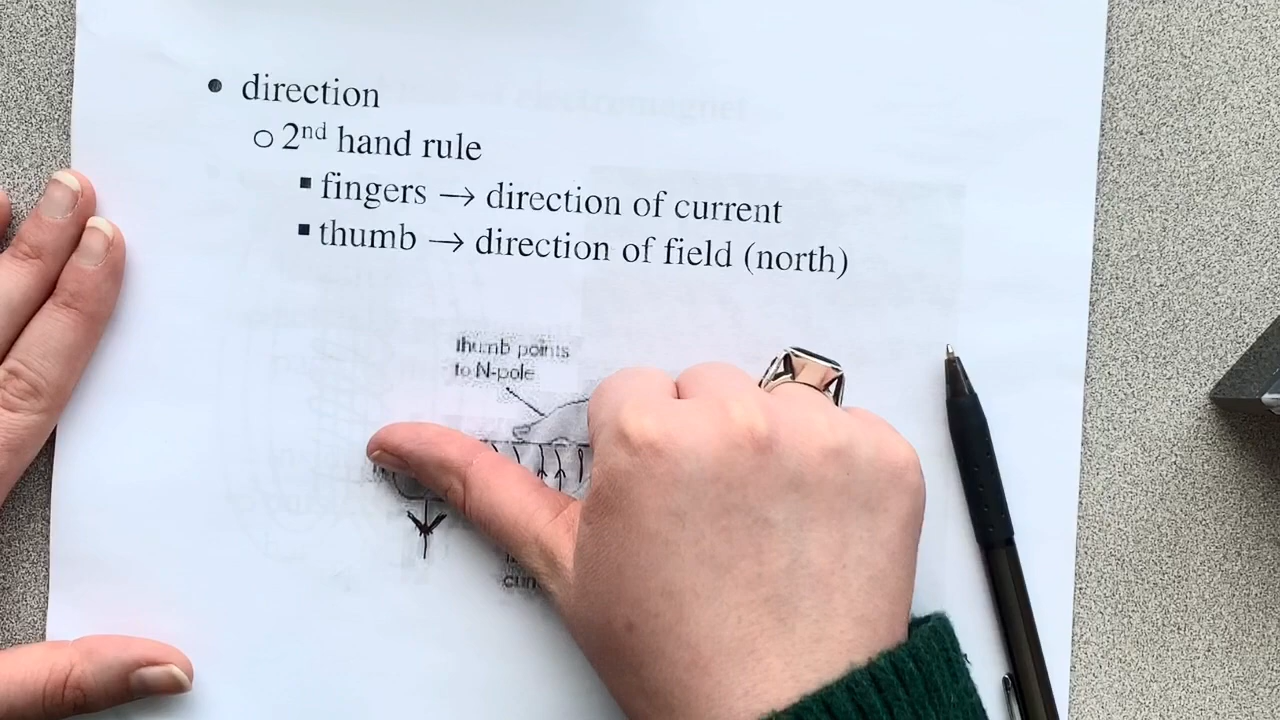 • direction
○ 2nd hand rule
▪ fingers → direction of current
▪ thumb → direction of field (north)
thumb points
to N-pole